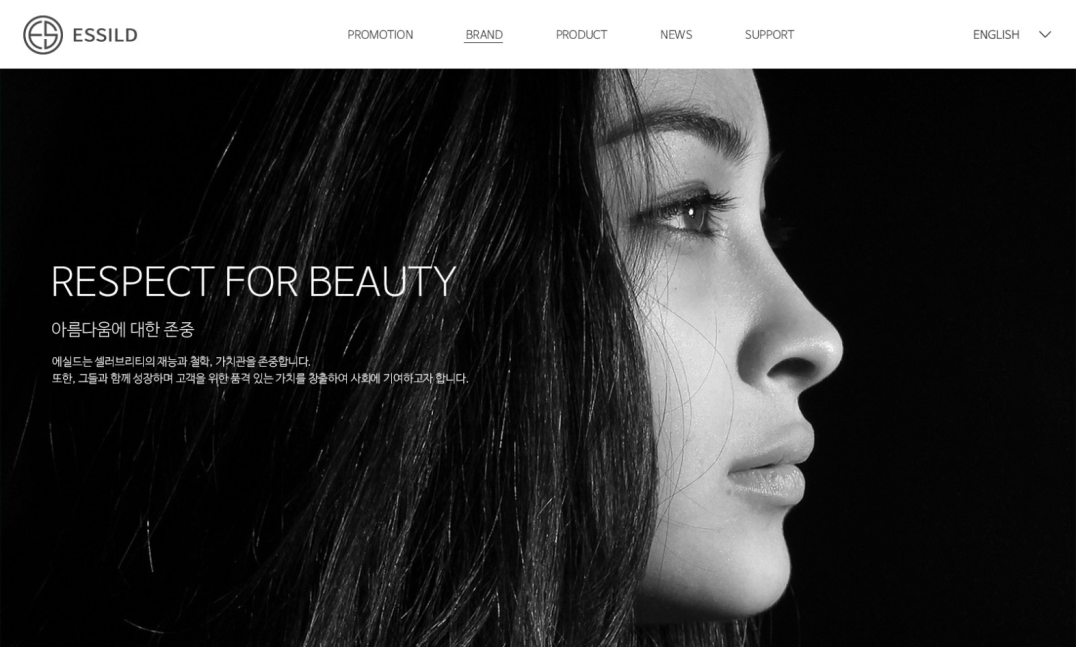 ESSILD
PROMOTION
BRAND
PRODUCT
NEWS
SUPPORT
ENGLISH
RESPECT FOR BEAUTY
아름다움에 대한 존중
에실드는 셀러브리티의 재능과 철학, 가치관을 존중합니다.
또한, 그들과 함께 성장하며 고객을 위한 품격 있는 가치를 창출하여 사회에 기여하고자 합니다.